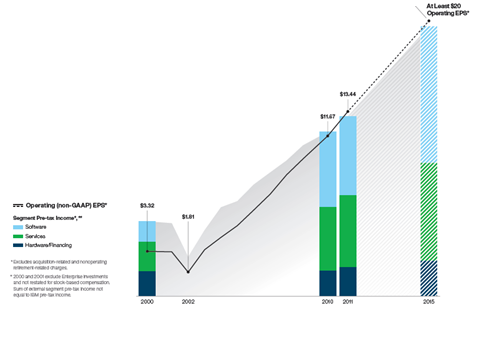 At Least $20
Operating EPS*
$13.44
$11.67
$3.32
$1.81
Operating (non-GAAP) EPS*
Segment Pre-tax Income*,**
Software
Services
Hardware/Financing
* Excludes acquisition-related and nonoperating
retirement-related charges.
* 2000 and 2001 exclude Enterprise Investments
and not restated for stock-based compensation.
Sum of external segment pre-tax income not
equal to IBM pre-tax income.
2000
2002
2010
2011
2015